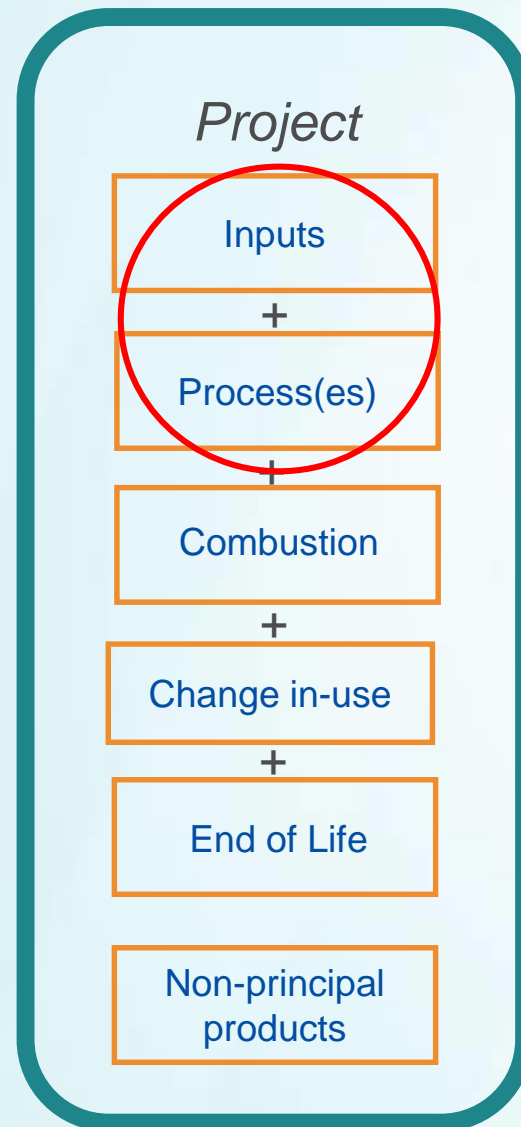 Project
Inputs
+
Process(es)
+
Combustion
+
Change in-use
+
End of Life
Non-principal
products